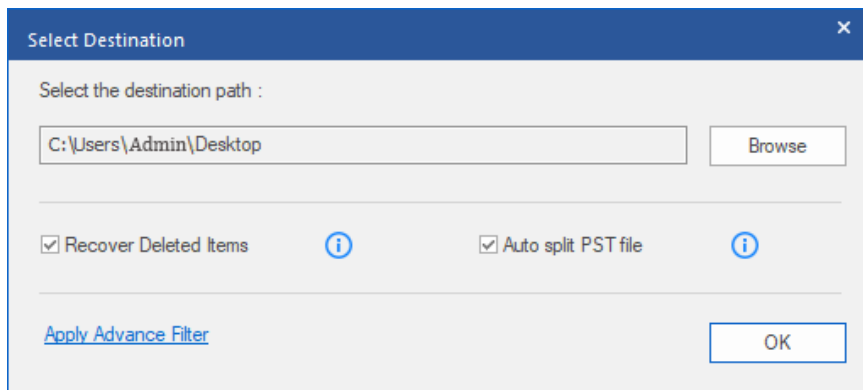 Select Destination
Select the destination path :
C:\Users\Admin\Desktop
Browse
Recover Deleted Items
Auto split PST file
Apply Advance Filter
OK